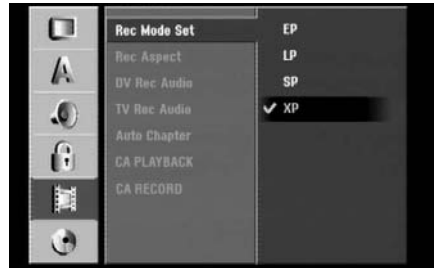 Rec Mode Set
Rec Aspect
DV Rec Audio
TV Rec Audio
Auto Chapter
CA PLAYBACK
CA RECORD
EP
LP
SP
✔ XP
A